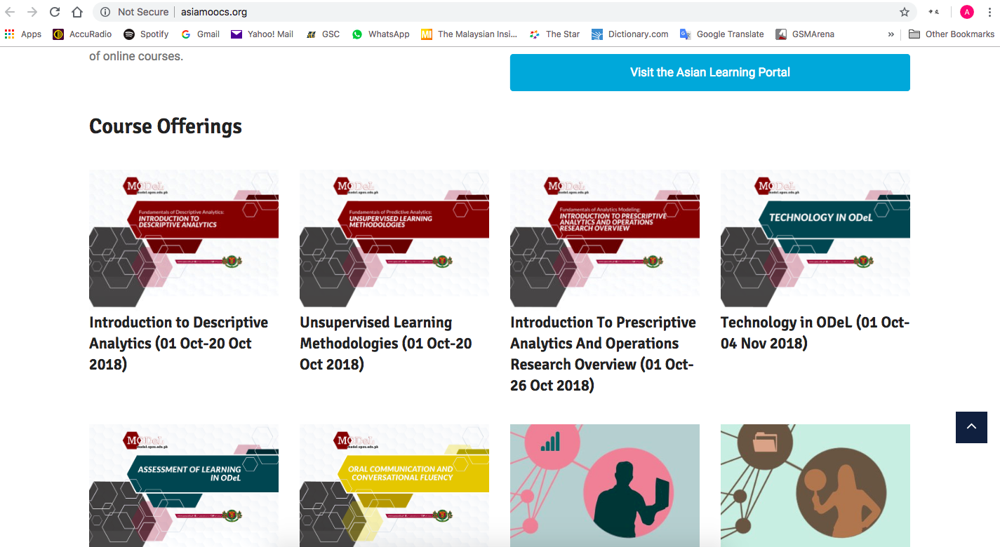 Not Secure asiamoocs.org
A
Apps AccuRadio Spotify Gmail Yahoo! Mail GSC WhatsApp The Malaysian Insi... The Star Dictionary.com Google Translate GSMArena » Other Bookmarks
of online courses.
Visit the Asian Learning Portal
Course Offerings
MODeL
model.upou.edu.ph
Fundamentals of Descriptive Analytics:
INTRODUCTION TO
DESCRIPTIVE ANALYTICS
Introduction to Descriptive
Analytics (01 Oct-20 Oct
2018)
MODeL
model.upou.edu.ph
Fundamentals of Predictive Analytics:
UNSUPERVISED LEARNING
METHODOLOGIES
Unsupervised Learning
Methodologies (01 Oct-20
Oct 2018)
MODeL
model.upou.edu.ph
Fundamentals of Analytics Modeling:
INTRODUCTION TO PRESCRIPTIVE
ANALYTICS AND OPERATIONS
RESEARCH OVERVIEW
Introduction To Prescriptive
Analytics And Operations
Research Overview (01 Oct-
26 Oct 2018)
MODeL
model.upou.edu.ph
TECHNOLOGY IN ODeL
Technology in ODeL (01 Oct-
04 Nov 2018)
MODeL
model.upou.edu.ph
ASSESSMENT OF LEARNING
IN ODeL
MODeL
model.upou.edu.ph
ORAL COMMUNICATION AND
CONVERSATIONAL FLUENCY